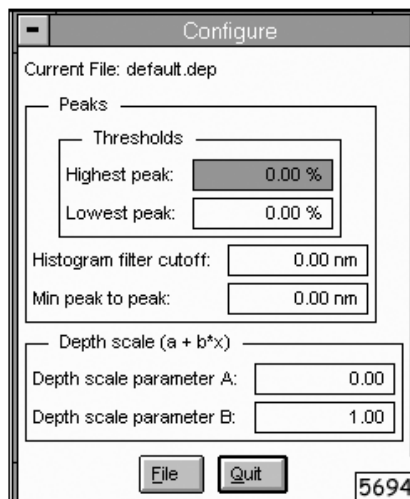 Configure
Current File: default.dep
Peaks
Thresholds
Highest peak: 0.00 %
Lowest peak: 0.00 %
Histogram filter cutoff: 0.00 nm
Min peak to peak: 0.00 nm
Depth scale (a + b*x)
Depth scale parameter A: 0.00
Depth scale parameter B: 1.00
File Quit
5694